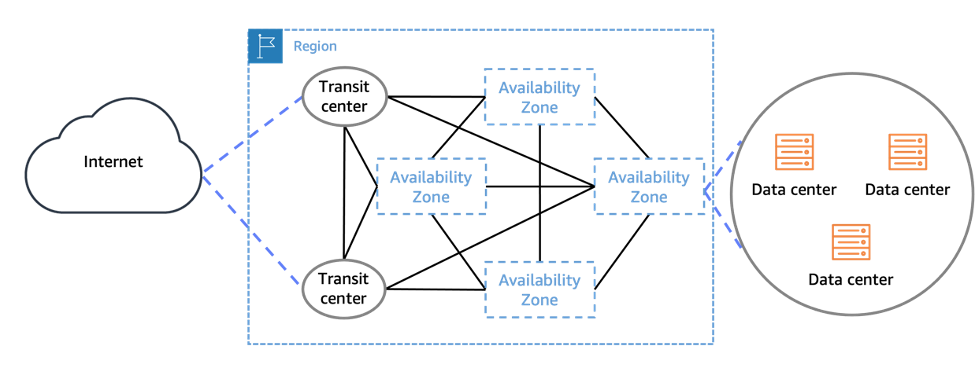 Region
Internet
Transit
center
Availability
Zone
Availability
Zone
Availability
Zone
Transit
center
Availability
Zone
Data center
Data center
Data center